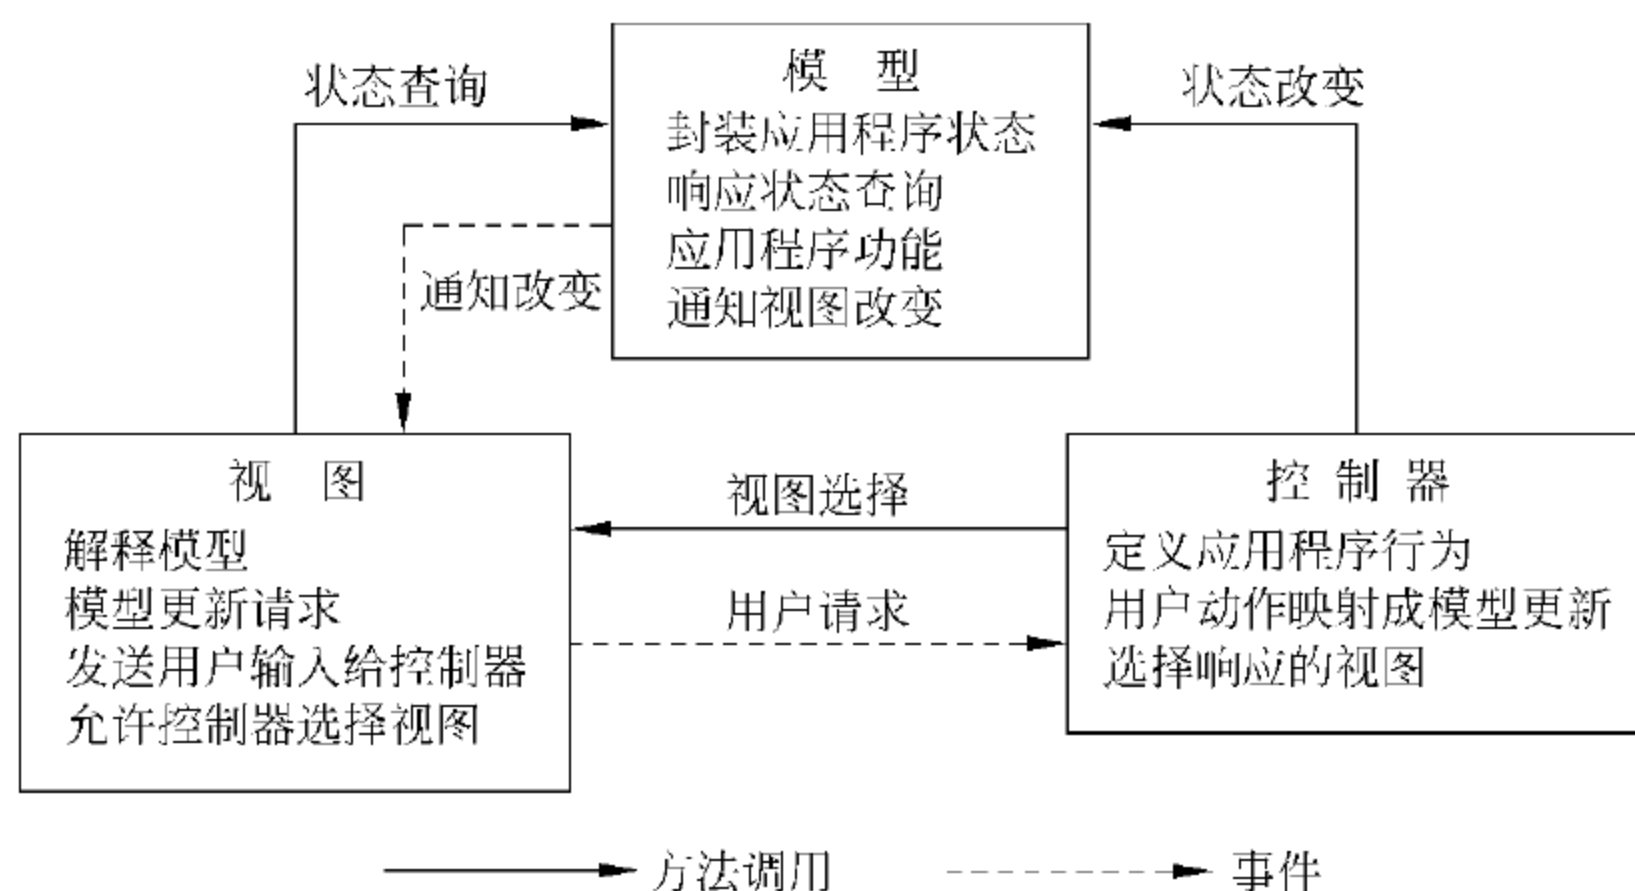 状态查询
模 型
状态改变
封装应用程序状态
响应状态查询
应用程序功能
通知视图改变
通知改变
视 图
解释模型
模型更新请求
发送用户输入给控制器
允许控制器选择视图
视图选择
用户请求
控 制 器
定义应用程序行为
用户动作映射成模型更新
选择响应的视图
方法调用
事件